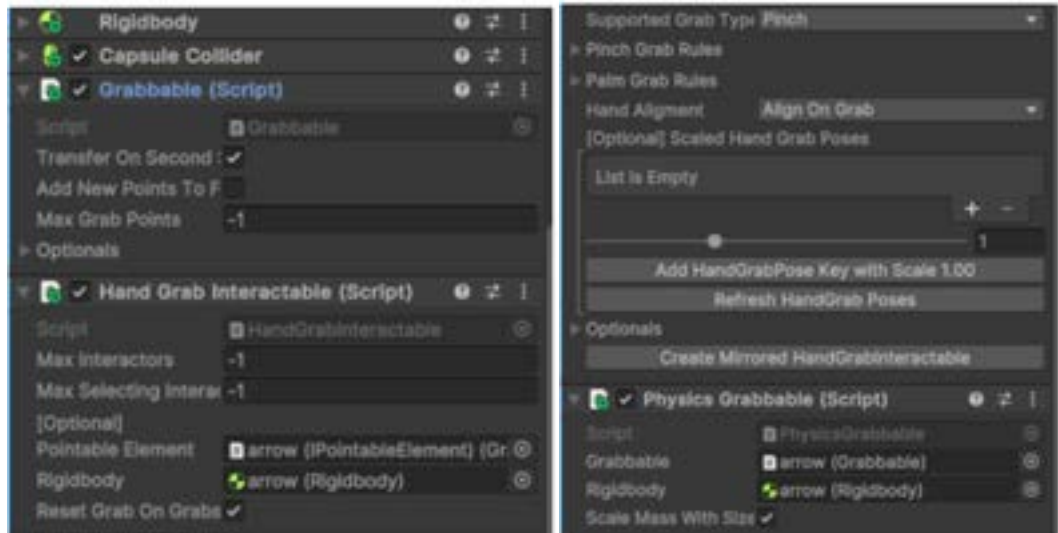 Rigidbody
Capsule Collider
Grabbable (Script)
Script Grabbable
Transfer On Second
Add New Points To F
Max Grab Points -1
Optionals
Hand Grab Interactable (Script)
Script HandGrabInteractable
Max Interactors -1
Max Selecting Interac -1
[Optional]
Pointable Element arrow (IPointableElement) (Gr
Rigidbody arrow (Rigidbody)
Reset Grab On Grabs
Supported Grab Type Pinch
Pinch Grab Rules
Palm Grab Rules
Hand Aligment Align On Grab
[Optional] Scaled Hand Grab Poses
List is Empty
+ -
1
Add HandGrabPose Key with Scale 1.00
Refresh HandGrab Poses
Optionals
Create Mirrored HandGrabInteractable
Physics Grabbable (Script)
Script PhysicsGrabbable
Grabbable arrow (Grabbable)
Rigidbody arrow (Rigidbody)
Scale Mass With Size